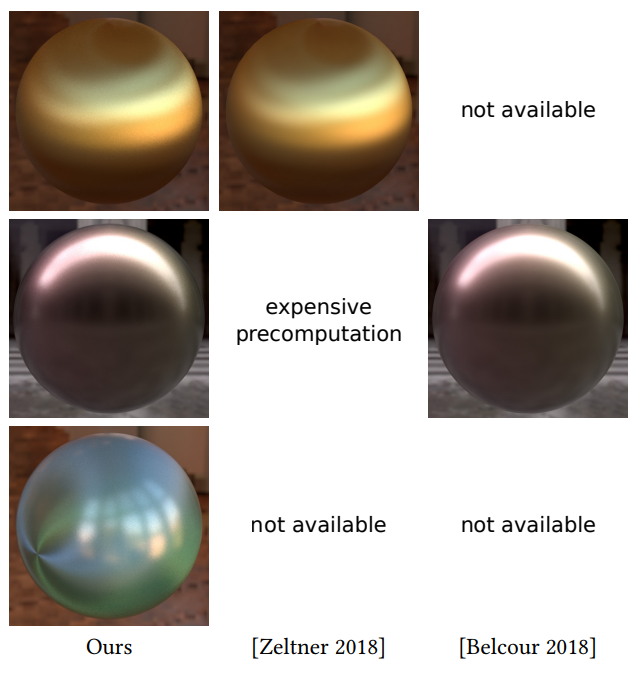 not available
expensive
precomputation
not available
not available
Ours
[Zeltner 2018]
[Belcour 2018]